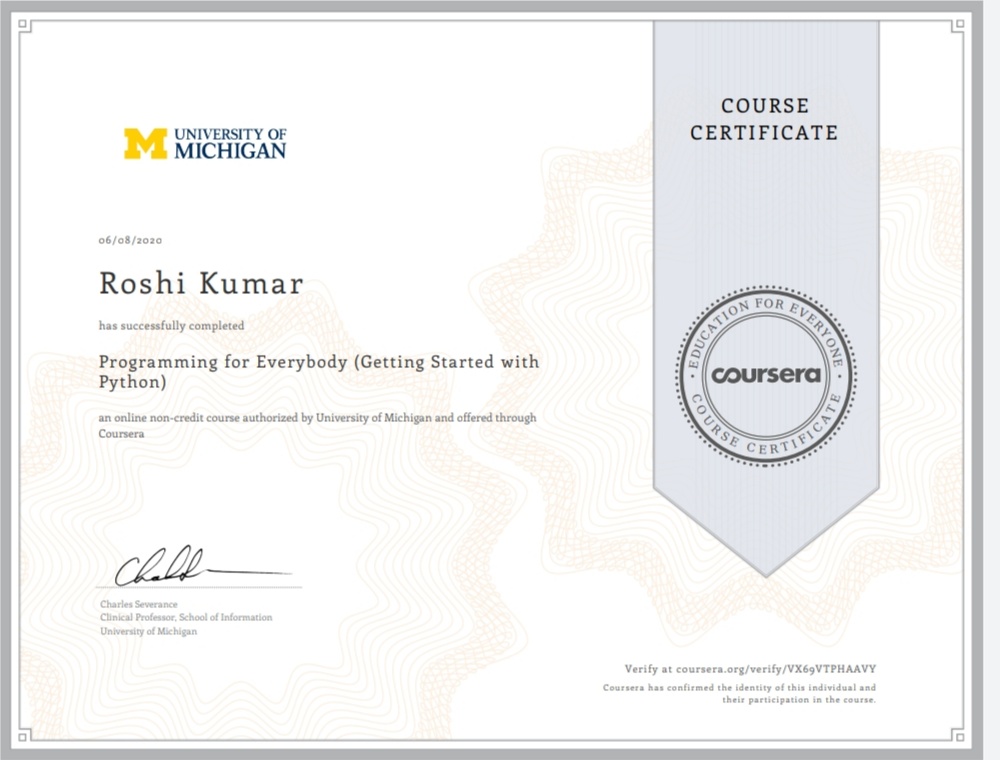 COURSE
CERTIFICATE
UNIVERSITY OF
MICHIGAN
06/08/2020
Roshi Kumar
has successfully completed
Programming for Everybody (Getting Started with
Python)
an online non-credit course authorized by University of Michigan and offered through
Coursera
EDUCATION FOR EVERYONE
coursera
COURSE CERTIFICATE
Charles Severance
Clinical Professor, School of Information
University of Michigan
Verify at coursera.org/verify/VX69VTPHAAVY
Coursera has confirmed the identity of this individual and
their participation in the course.